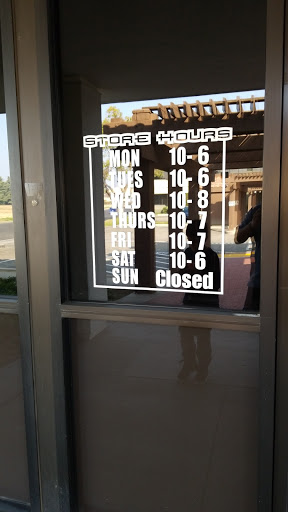 STORE HOURS
MON 10-6
TUES 10-6
WED 10-8
THURS 10-7
FRI 10-7
SAT 10-6
SUN Closed